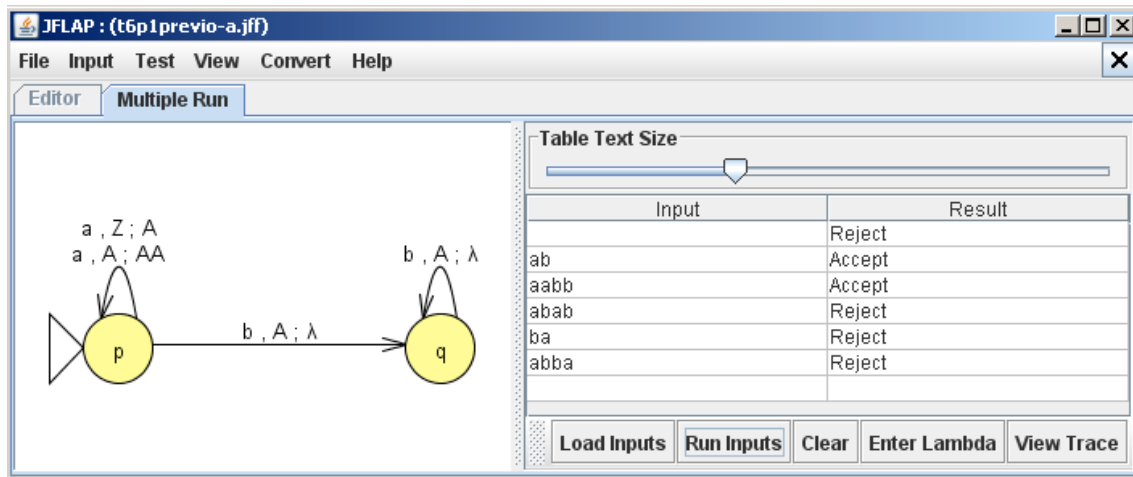 JFLAP : (t6p1previo-a.jff)
File Input Test View Convert Help
Editor Multiple Run
Table Text Size
Input Result
Reject
ab Accept
aabb Accept
abab Reject
ba Reject
abba Reject
a , Z ; A
a , A ; AA
b , A ; λ
b , A ; λ
p
q
Load Inputs Run Inputs Clear Enter Lambda View Trace